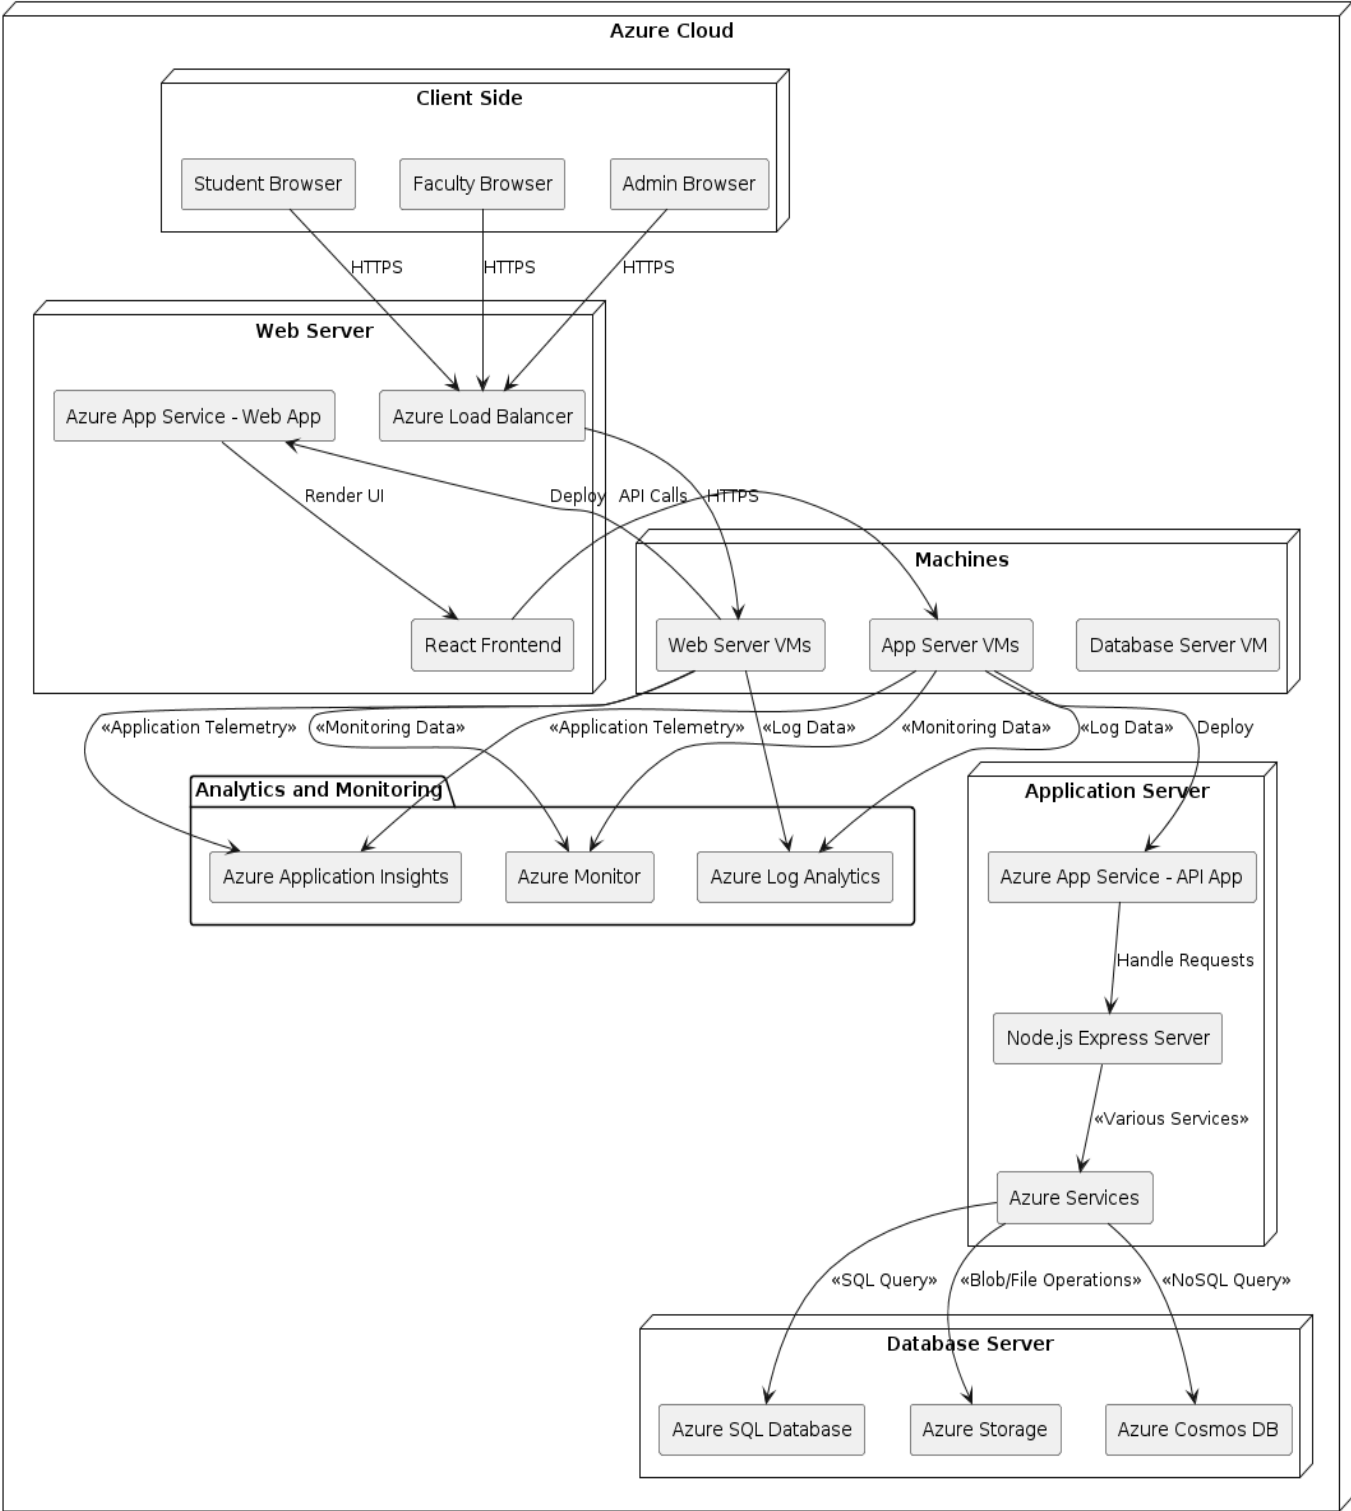 Azure Cloud
Client Side
Student Browser
Faculty Browser
Admin Browser
HTTPS
HTTPS
HTTPS
Web Server
Azure App Service - Web App
Azure Load Balancer
Render UI
Deploy
API Calls
HTTPS
Machines
React Frontend
Web Server VMs
App Server VMs
Database Server VM
«Application Telemetry»
«Monitoring Data»
«Application Telemetry»
«Log Data»
«Monitoring Data»
«Log Data»
Deploy
Analytics and Monitoring
Application Server
Azure Application Insights
Azure Monitor
Azure Log Analytics
Azure App Service - API App
Handle Requests
Node.js Express Server
«Various Services»
Azure Services
«SQL Query»
«Blob/File Operations»
«NoSQL Query»
Database Server
Azure SQL Database
Azure Storage
Azure Cosmos DB